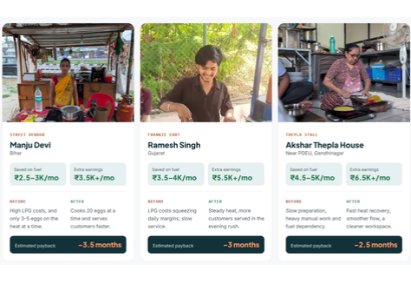 STREET VENDOR
Manju Devi
Bihar
Saved on fuel
₹2.5–3K/mo
Extra earnings
₹3.5K+/mo
BEFORE
High LPG costs, and
only 3–5 eggs on the
heat at a time.
AFTER
Cooks 20 eggs at a
time and serves
customers faster.
Estimated payback
~3.5 months
FRANKIE CART
Ramesh Singh
Gujarat
Saved on fuel
₹3.5–4K/mo
Extra earnings
₹5.5K+/mo
BEFORE
LPG costs squeezing
daily margins; slow
service.
AFTER
Steady heat, more
customers served in the
evening rush.
Estimated payback
~3 months
THEPLA STALL
Akshar Thepla House
Near PDEU, Gandhinagar
Saved on fuel
₹4.5–5K/mo
Extra earnings
₹6.5K+/mo
BEFORE
Slow preparation,
heavy manual work and
fuel dependency.
AFTER
Fast heat recovery,
smoother flow, a
cleaner workspace.
Estimated payback
~2.5 months